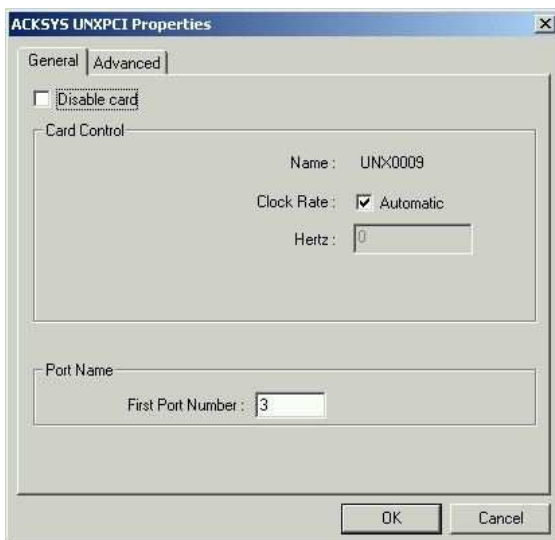 ACKSYS UNXPCI Properties
General
Advanced
Disable card
Card Control
Name : UNX0009
Clock Rate : Automatic
Hertz : 0
Port Name
First Port Number : 3
OK
Cancel